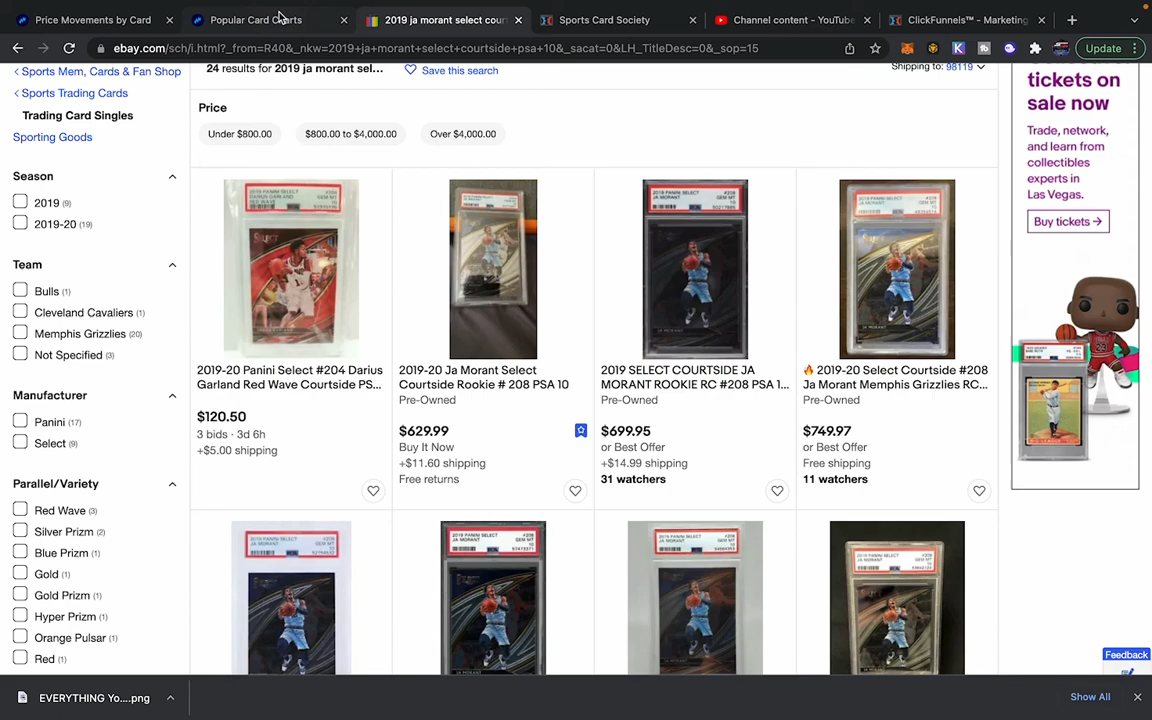 Price Movements by Card
Popular Card Charts
2019 ja morant select cour
Sports Card Society
Channel content - YouTube
ClickFunnels™ - Marketing
ebay.com/sch/i.html?_from=R40&_nkw=2019+ja+morant+select+courtside+psa+10&_sacat=0&LH_TitleDesc=0&_sop=15
Update
Sports Mem, Cards & Fan Shop
Sports Trading Cards
Trading Card Singles
Sporting Goods
24 results for 2019 ja morant sel...
Save this search
Shipping to: 98119
Price
Under $800.00
$800.00 to $4,000.00
Over $4,000.00
Season
2019 (9)
2019-20 (19)
Team
Bulls (1)
Cleveland Cavaliers (1)
Memphis Grizzlies (20)
Not Specified (3)
Manufacturer
Panini (17)
Select (9)
Parallel/Variety
Red Wave (3)
Silver Prizm (2)
Blue Prizm (1)
Gold (1)
Gold Prizm (1)
Hyper Prizm (1)
Orange Pulsar (1)
Red (1)
2019-20 Panini Select #204 Darius
Garland Red Wave Courtside PS...
$120.50
3 bids · 3d 6h
+$5.00 shipping
2019-20 Ja Morant Select
Courtside Rookie # 208 PSA 10
Pre-Owned
$629.99
Buy It Now
+$11.60 shipping
Free returns
2019 SELECT COURTSIDE JA
MORANT ROOKIE RC #208 PSA 1...
Pre-Owned
$699.95
or Best Offer
+$14.99 shipping
31 watchers
🔥 2019-20 Select Courtside #208
Ja Morant Memphis Grizzlies RC...
Pre-Owned
$749.97
or Best Offer
Free shipping
11 watchers
tickets on
sale now
Trade, network,
and learn from
collectibles
experts in
Las Vegas.
Buy tickets →
Feedback
EVERYTHING Yo....png
Show All